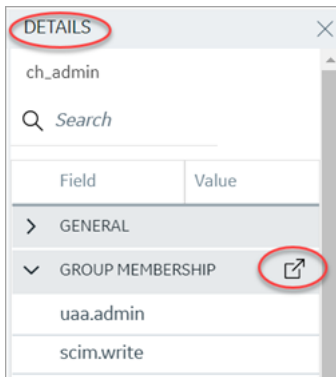 DETAILS
ch_admin
Search
Field Value
GENERAL
GROUP MEMBERSHIP
uaa.admin
scim.write